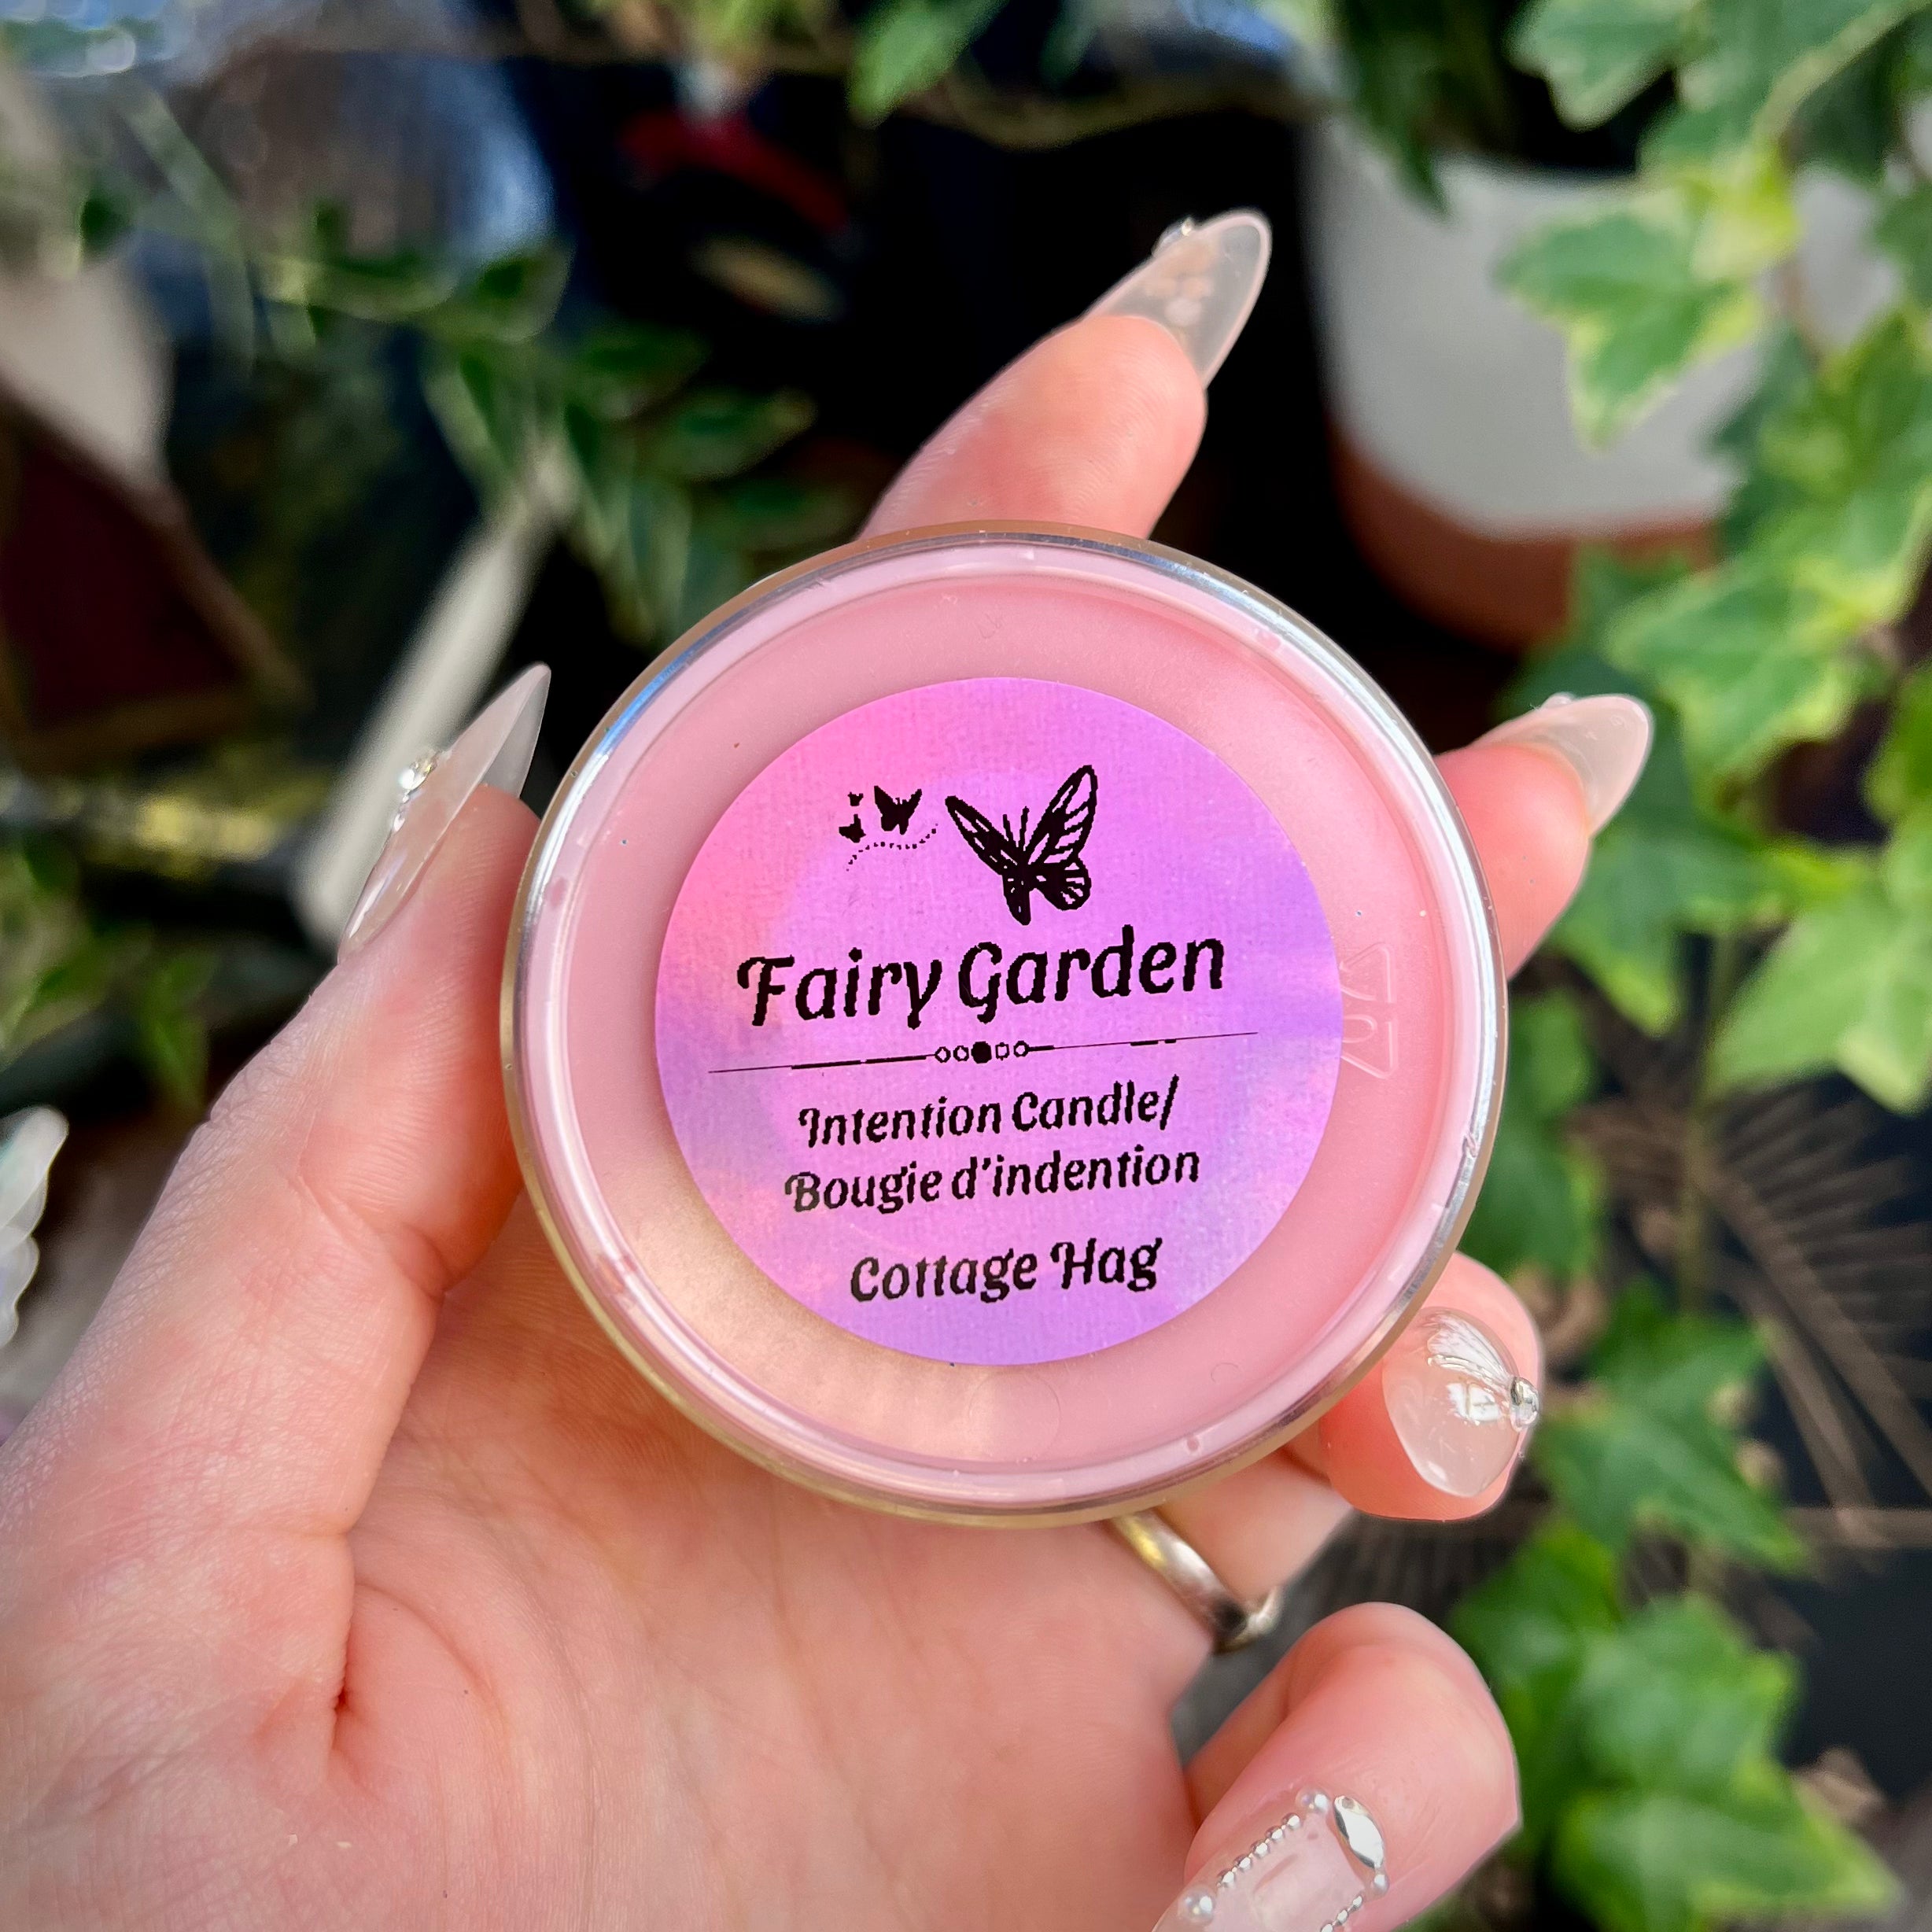 Fairy Garden
Intention Candle/
Bougie d'indention
Cottage Hag